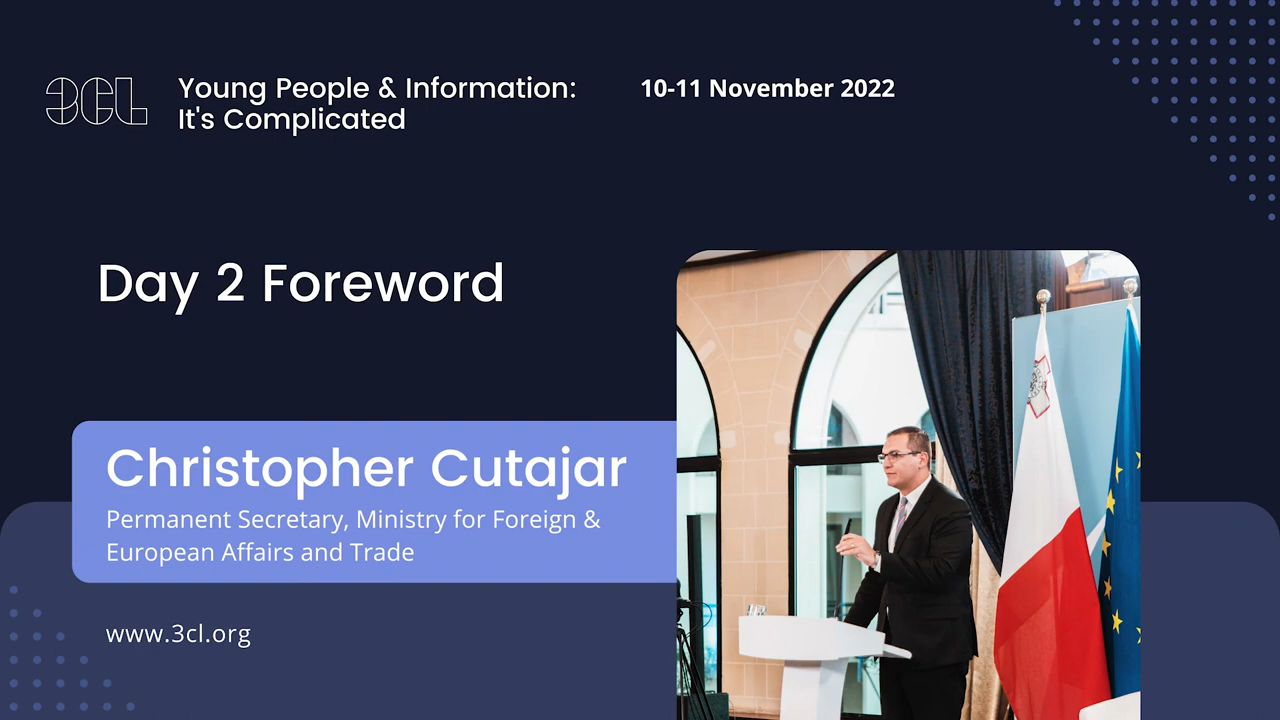 3CL
Young People & Information:
It's Complicated
10-11 November 2022
Day 2 Foreword
Christopher Cutajar
Permanent Secretary, Ministry for Foreign &
European Affairs and Trade
www.3cl.org